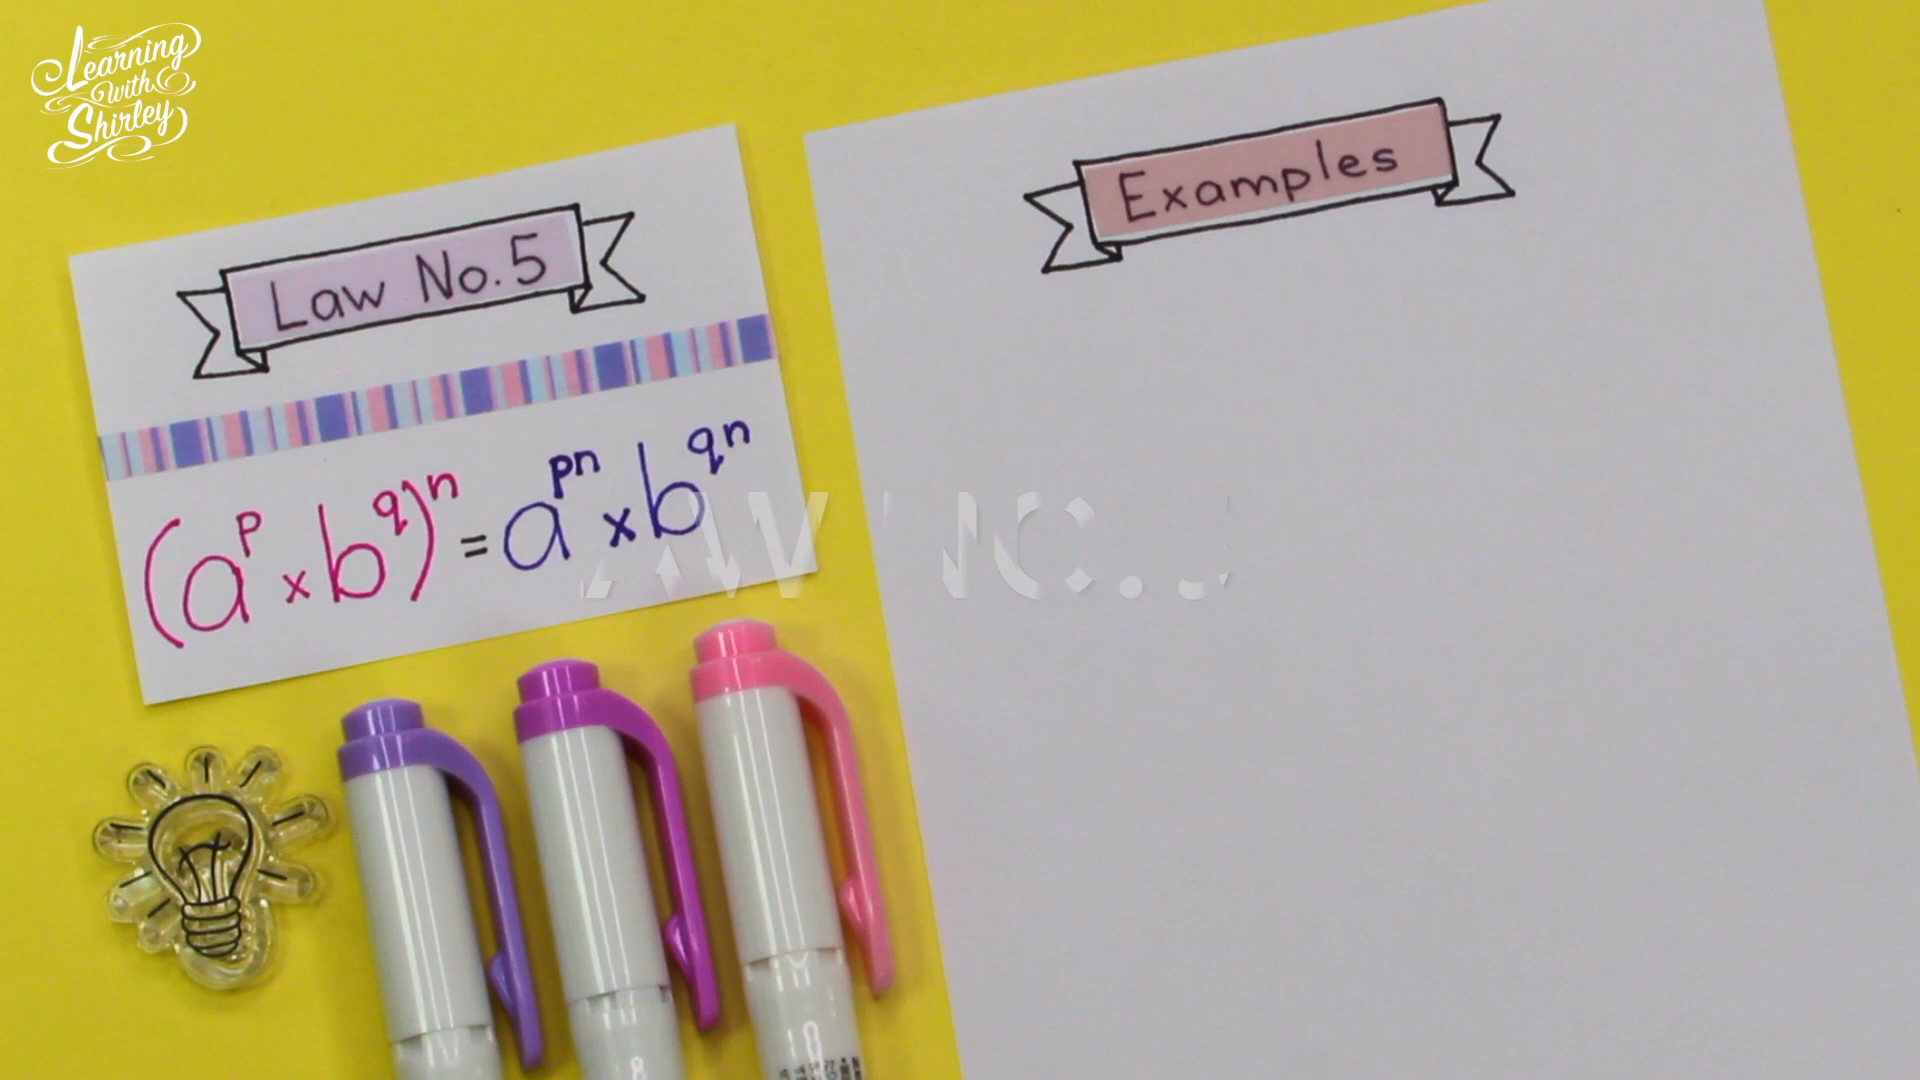 Learning
with
Shirley
Law No.5
(a^p × b^q)^n = a^pn × b^qn
Examples